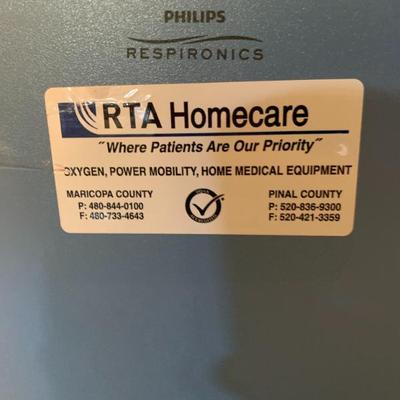 PHILIPS
RESPIRONICS
RTA Homecare
"Where Patients Are Our Priority"
OXYGEN, POWER MOBILITY, HOME MEDICAL EQUIPMENT
MARICOPA COUNTY
P: 480-844-0100
F: 480-733-4643
PINAL COUNTY
P: 520-836-9300
F: 520-421-3359